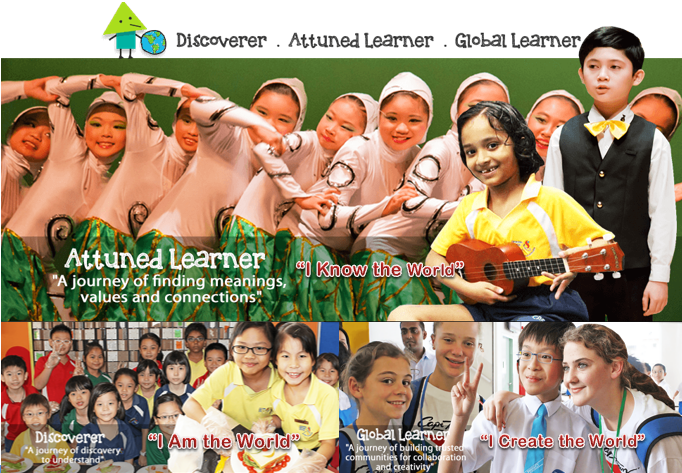 Discoverer . Attuned Learner . Global Learner
Attuned Learner
"A journey of finding meanings,
values and connections"
"I Know the World"
Discoverer
"A journey of discovery
to understand"
"I Am the World"
Global Learner
"A journey of building trusted
communities for collaboration
and creativity"
"I Create the World"